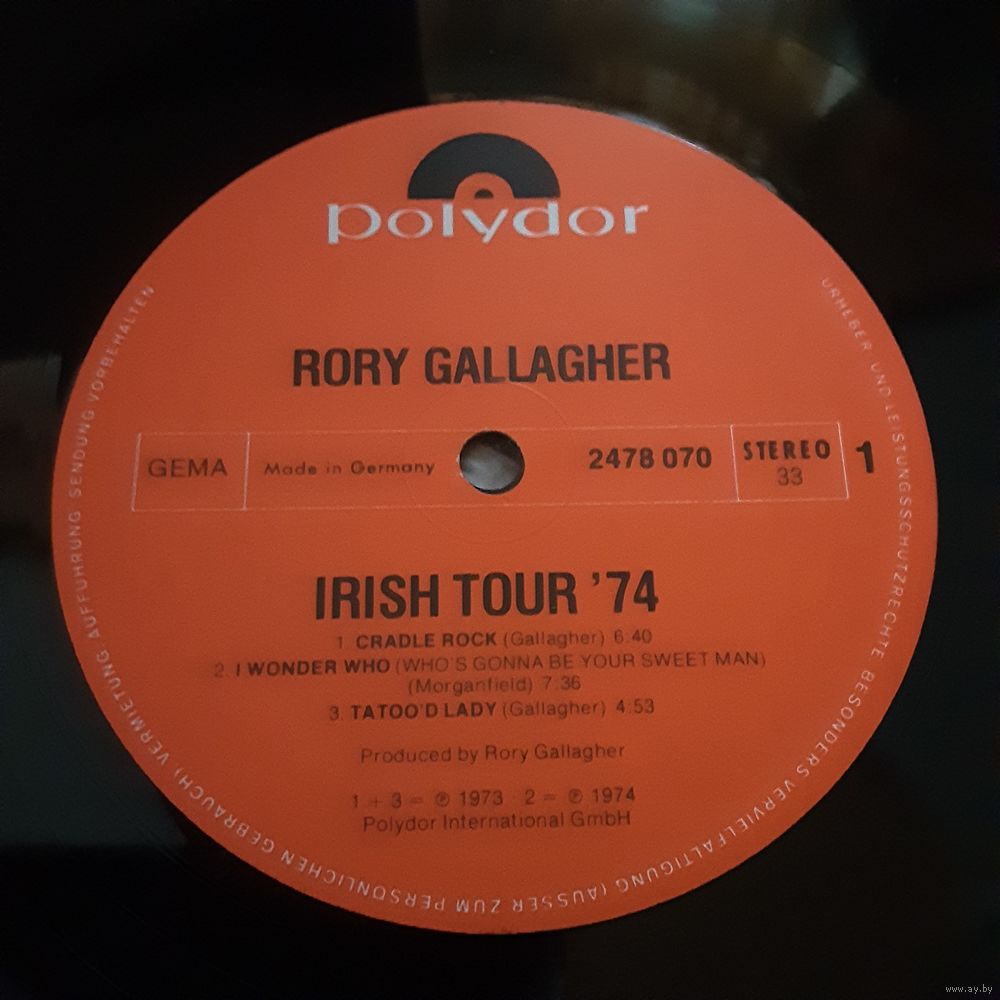 polydor
RORY GALLAGHER
GEMA
Made in Germany
2478 070
STEREO
33
1
IRISH TOUR '74
1. CRADLE ROCK (Gallagher) 6:40
2. I WONDER WHO (WHO'S GONNA BE YOUR SWEET MAN)
(Morganfield) 7:36
3. TATOO'D LADY (Gallagher) 4:53
Produced by Rory Gallagher
1 + 3 = ℗ 1973 · 2 = ℗ 1974
Polydor International GmbH
URHEBER- UND LEISTUNGSSCHUTZRECHTE BESONDERS VERVIELFÄLTIGUNG (AUSSER ZUM PERSÖNLICHEN GEBRAUCH) VERMIETUNG AUFFÜHRUNG SENDUNG VORBEHALTEN
www.ay.by